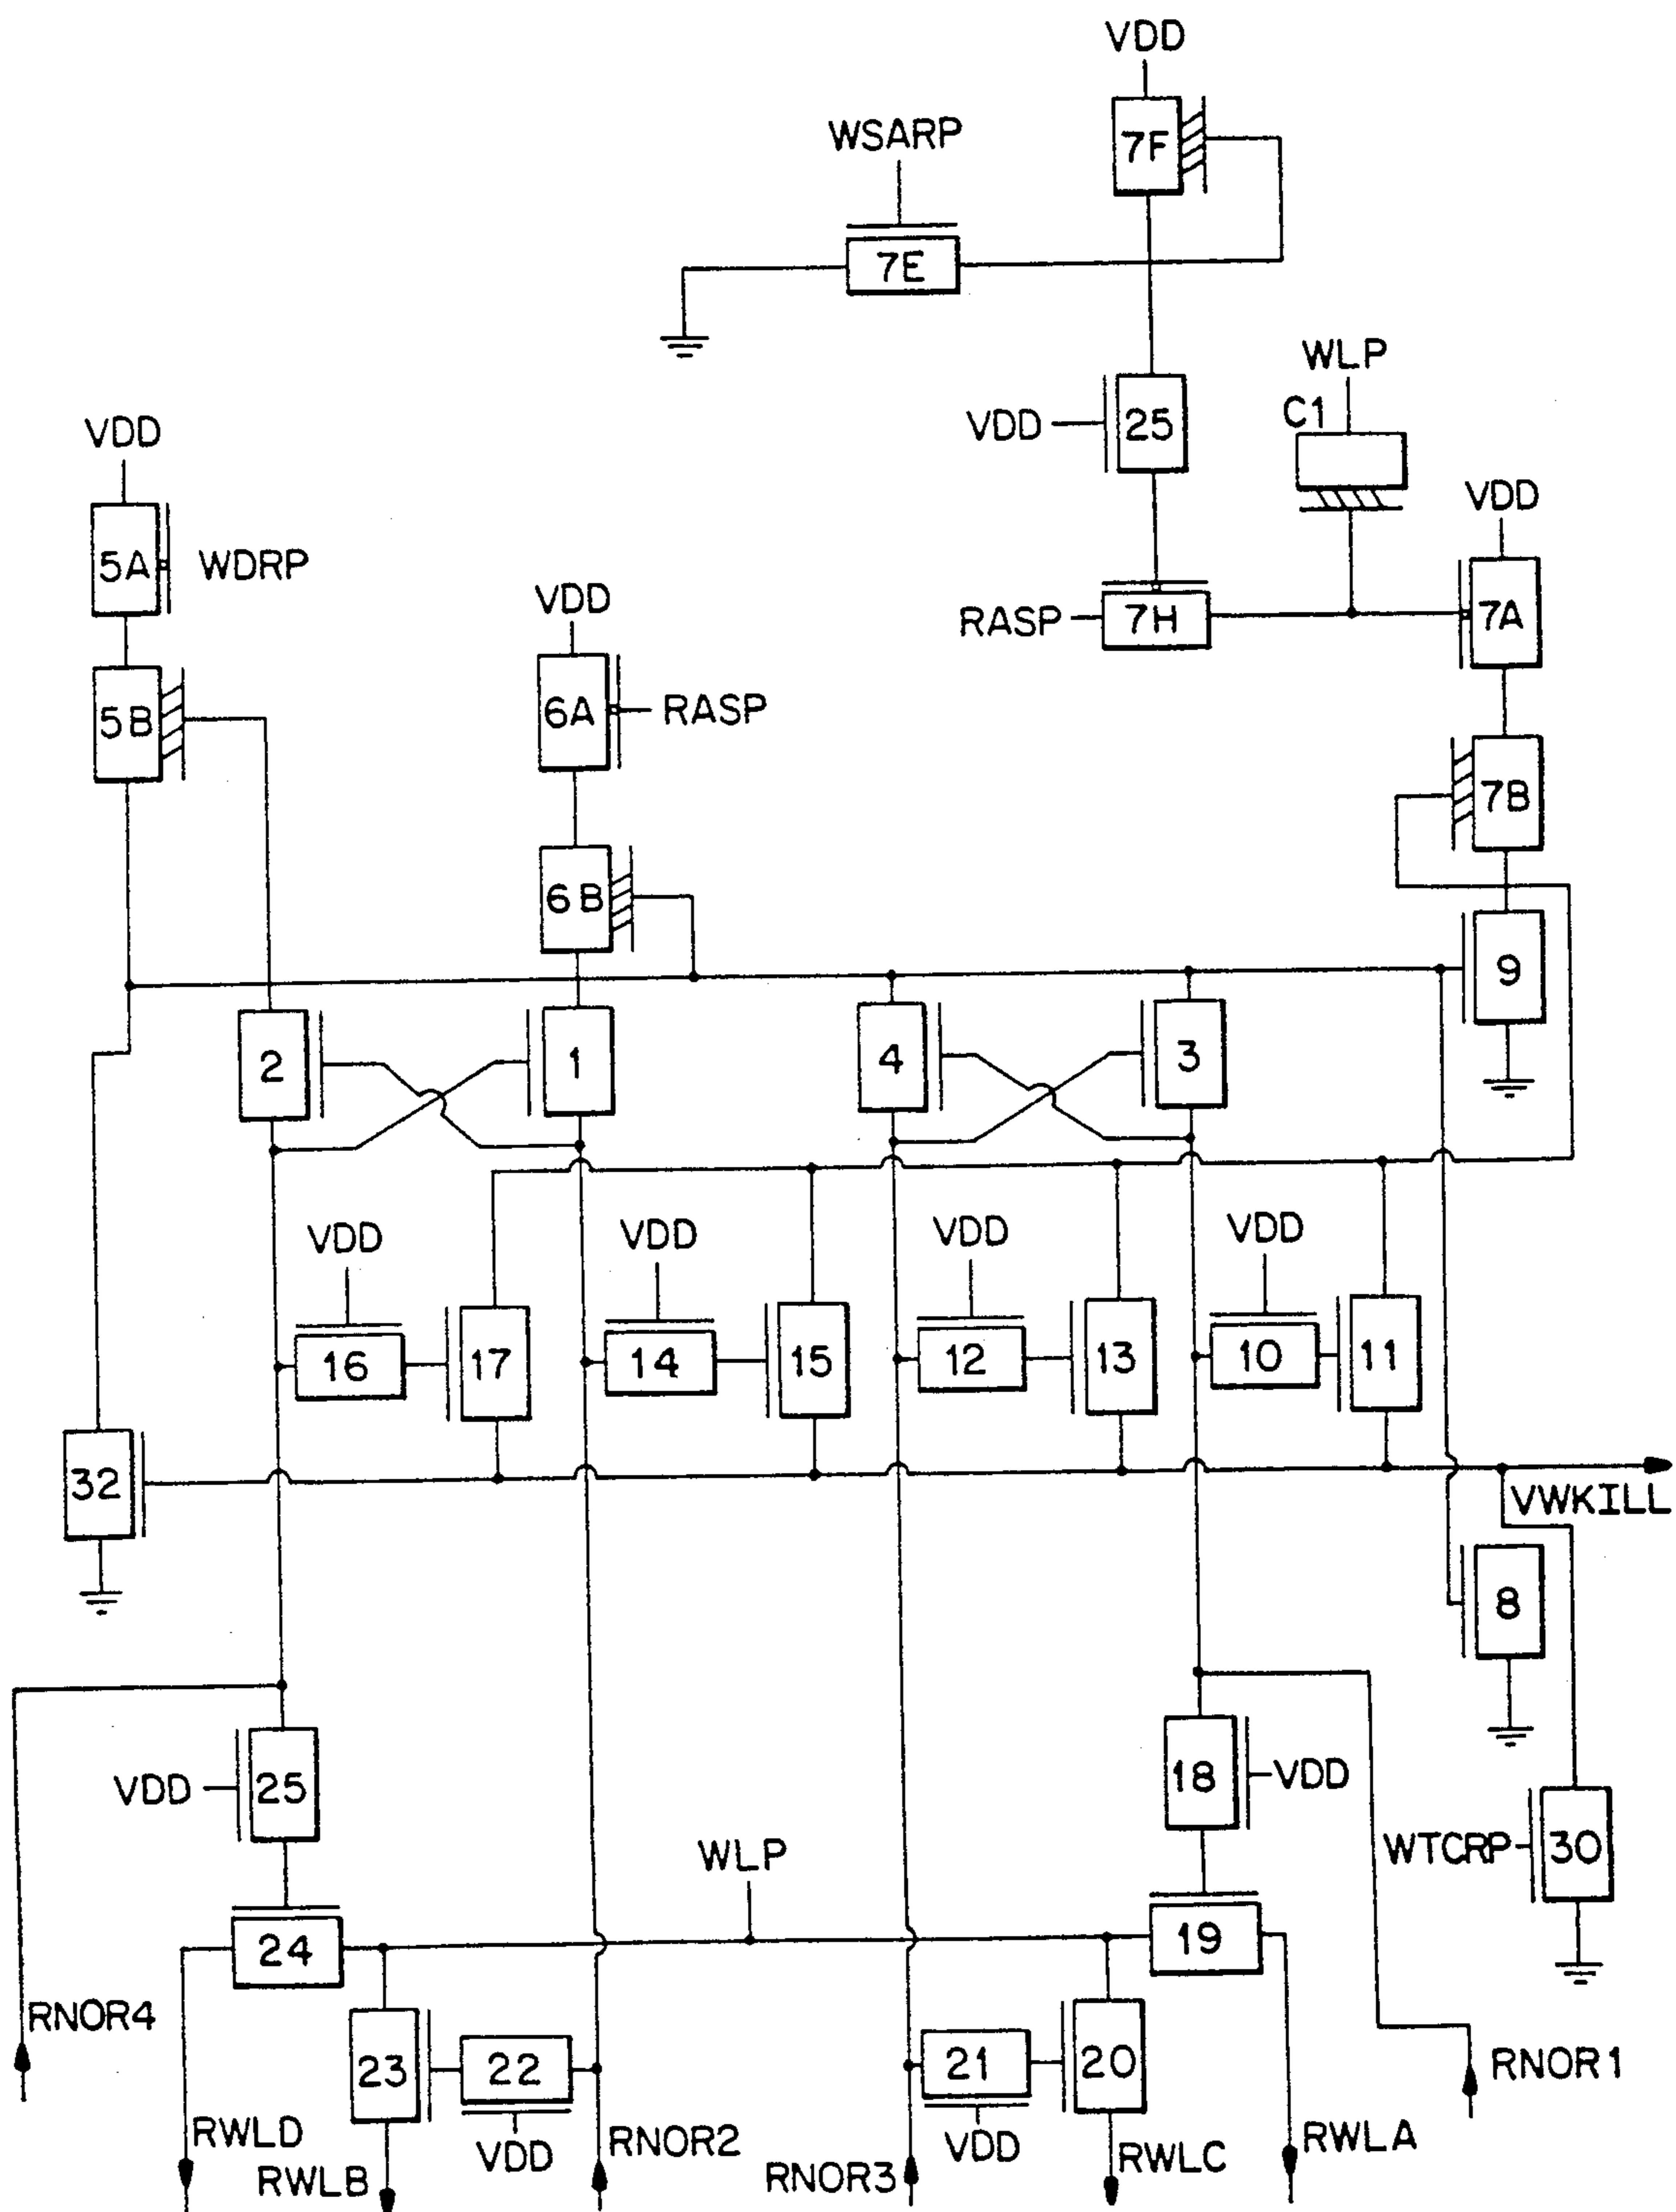 VDD
7F
WSARP
7E
WLP
C1
VDD
25
VDD
VDD
5A
WDRP
VDD
7A
RASP
7H
6A
RASP
5B
7B
6B
9
2
1
4
3
VDD
VDD
VDD
VDD
16
17
14
15
12
13
10
11
32
VWKILL
8
VDD
25
18
VDD
WLP
WTCRP
30
24
19
RNOR4
23
22
21
20
RNOR1
RWLD
VDD
RNOR2
VDD
RWLC
RWLA
RWLB
RNOR3